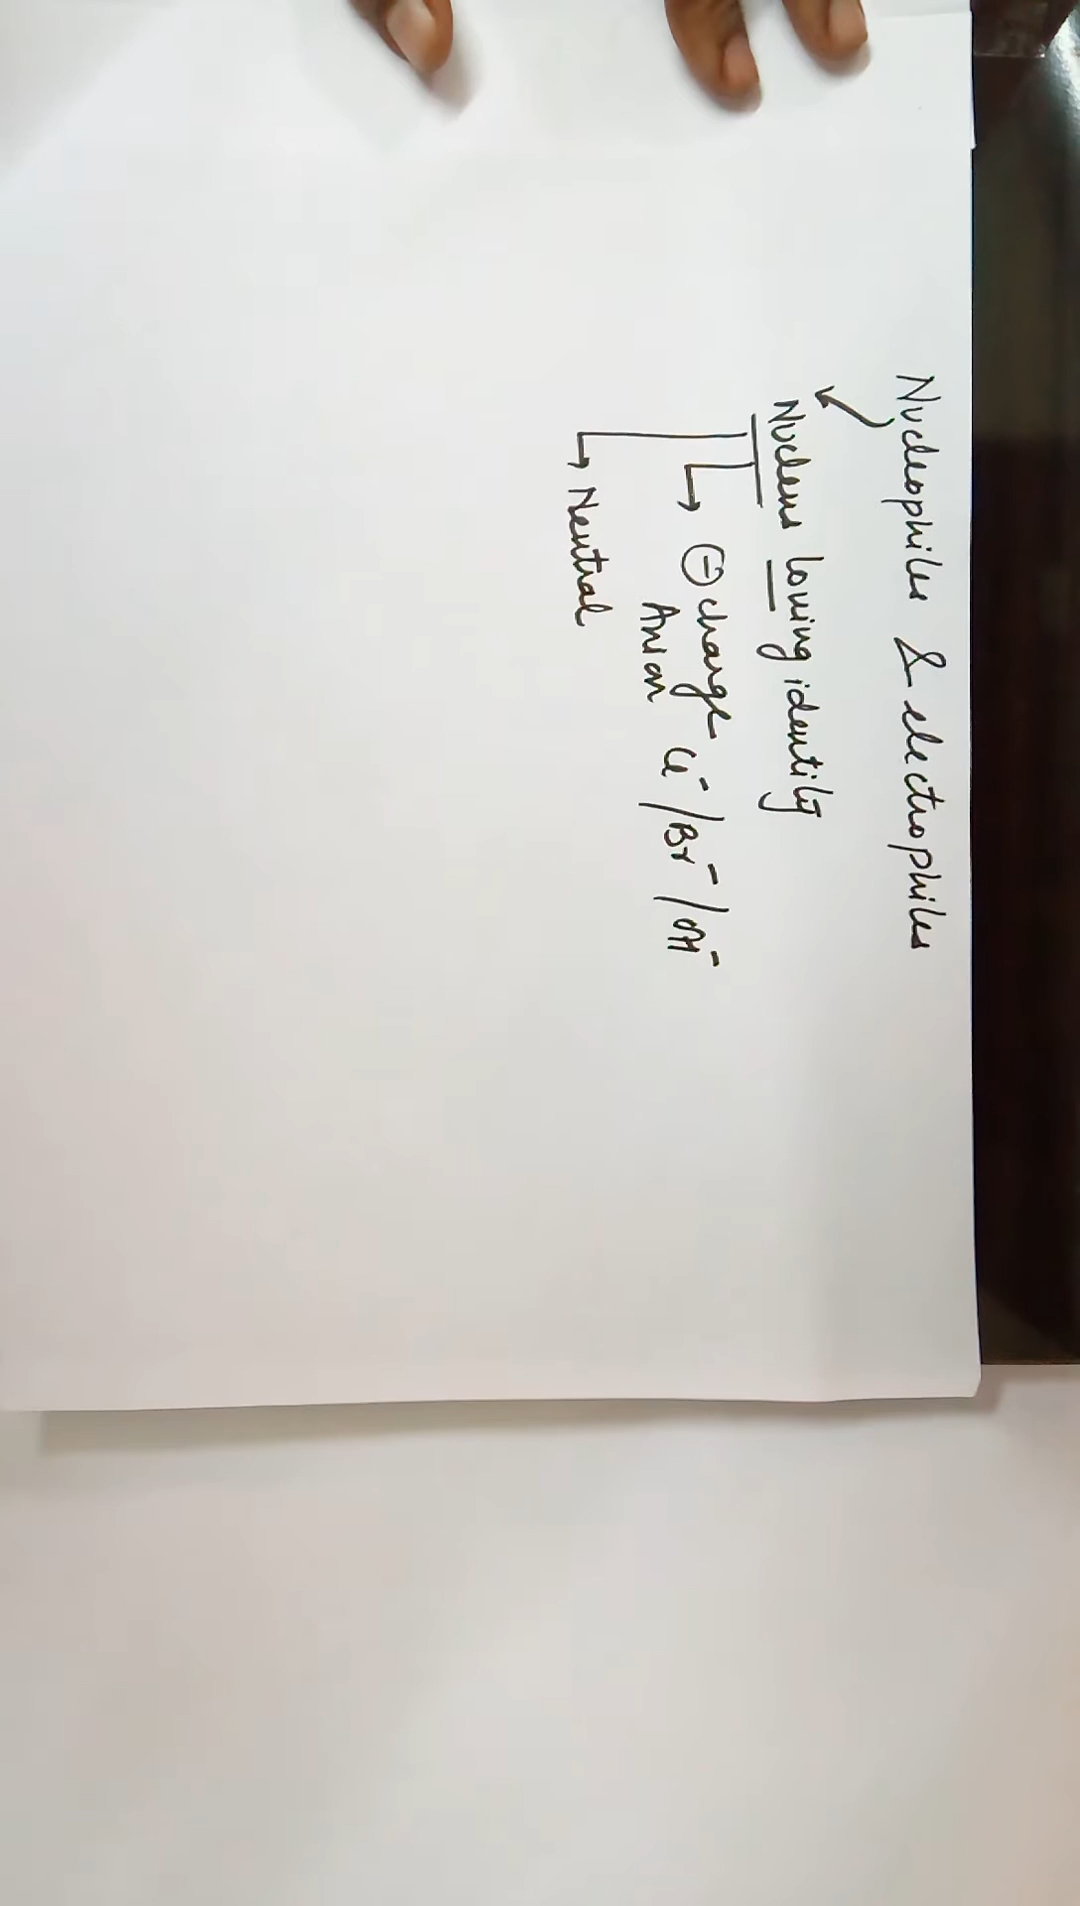 Nucleophiles & electrophiles
Nucleus loving identity
→ ⊖ charge Cl⁻ / Br⁻ / OH⁻
Anion
→ Neutral